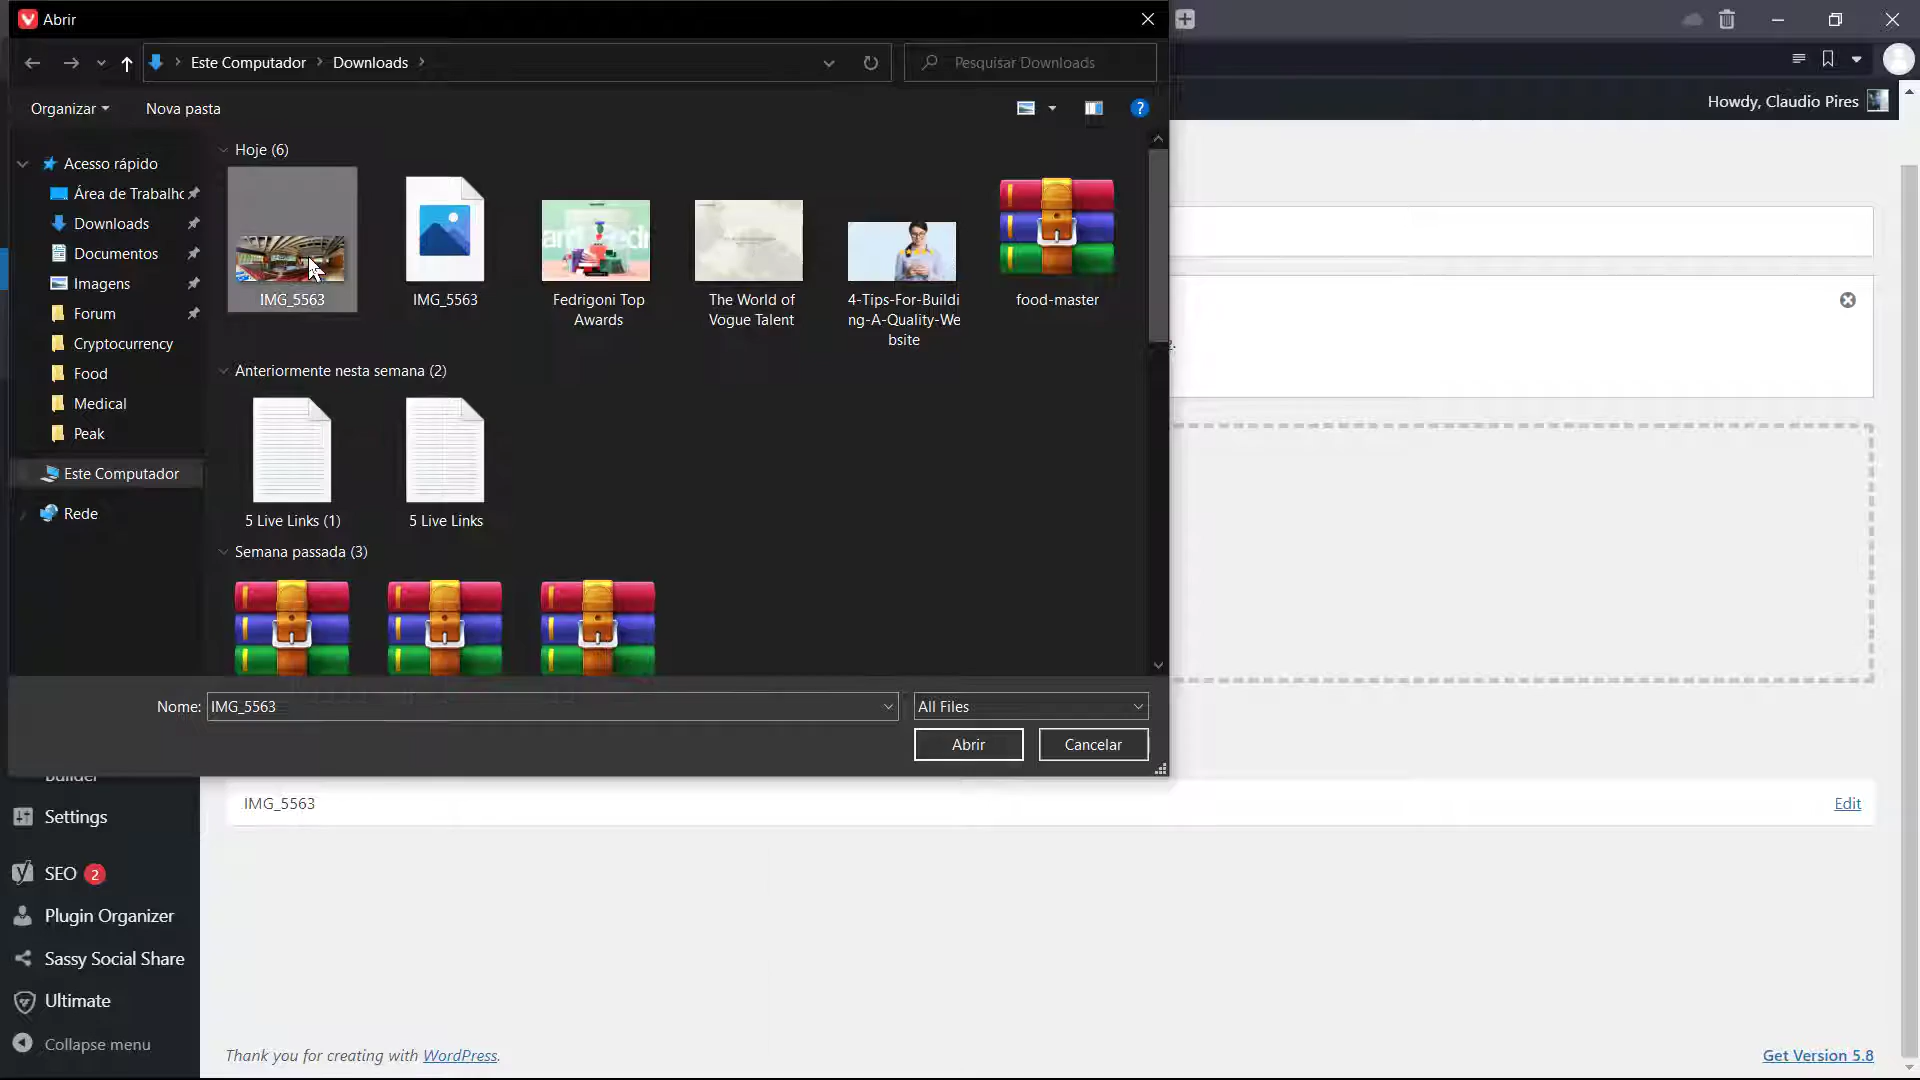 Abrir
Este Computador
Downloads
Pesquisar Downloads
Howdy, Claudio Pires
Organizar
Nova pasta
Hoje (6)
Acesso rápido
Área de Trabalho
Downloads
Documentos
Imagens
Forum
Cryptocurrency
Food
Medical
Peak
Este Computador
Rede
IMG_5563
IMG_5563
Fedrigoni Top
Awards
The World of
Vogue Talent
4-Tips-For-Buildi
ng-A-Quality-We
bsite
food-master
Anteriormente nesta semana (2)
5 Live Links (1)
5 Live Links
Semana passada (3)
Nome:
IMG_5563
All Files
Abrir
Cancelar
Builder
IMG_5563
Edit
Settings
SEO 2
Plugin Organizer
Sassy Social Share
Ultimate
Collapse menu
Thank you for creating with WordPress.
Get Version 5.8